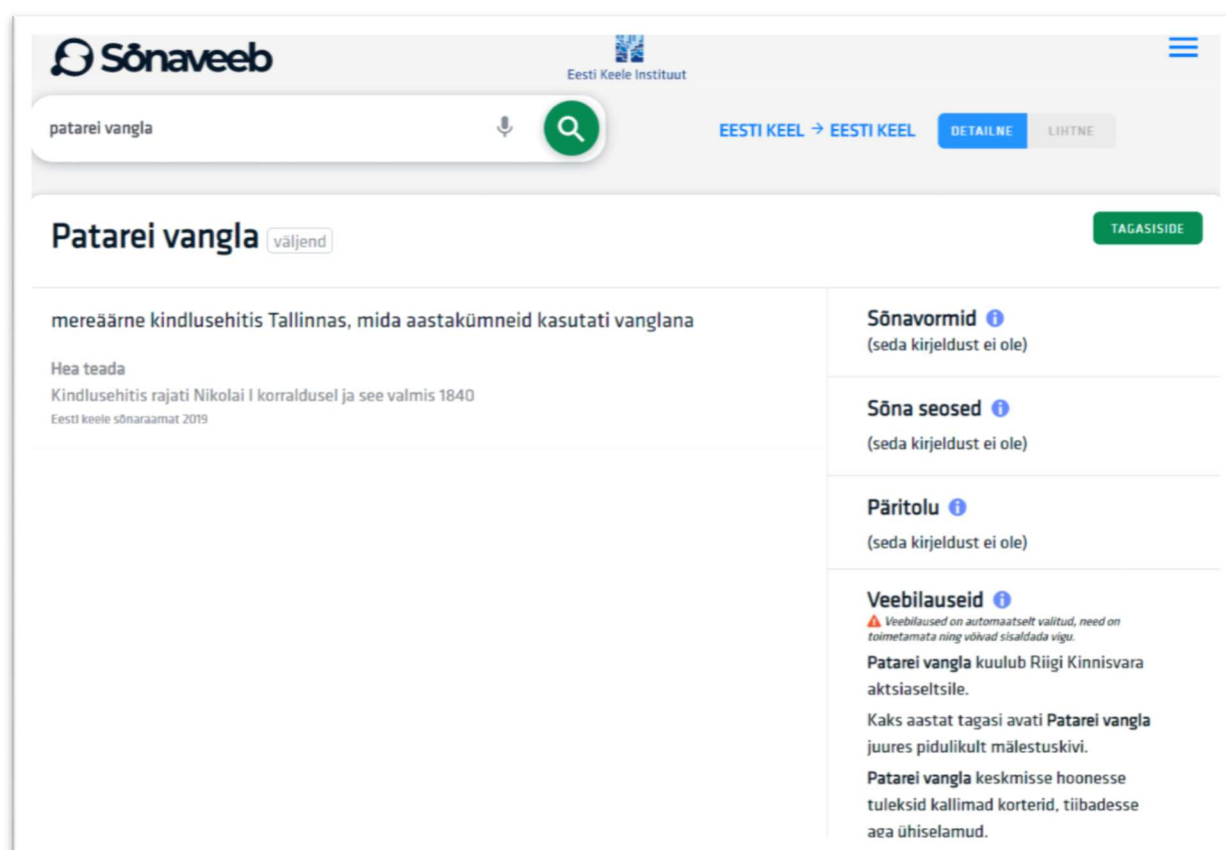 Sõnaveeb
Eesti Keele Instituut
patarei vangla
EESTI KEEL → EESTI KEEL
DETAILNE
LIHTNE
Patarei vangla väljend
TAGASISIDE
mereäärne kindlusehitis Tallinnas, mida aastakümneid kasutati vanglana
Hea teada
Kindlusehitis rajati Nikolai I korraldusel ja see valmis 1840
Eesti keele sõnaraamat 2019
Sõnavormid
(seda kirjeldust ei ole)
Sõna seosed
(seda kirjeldust ei ole)
Päritolu
(seda kirjeldust ei ole)
Veebilauseid
Veebilaused on automaatselt valitud, need on
toimetamata ning võivad sisaldada vigu.
Patarei vangla kuulub Riigi Kinnisvara
aktsiaseltsile.
Kaks aastat tagasi avati Patarei vangla
juures pidulikult mälestuskivi.
Patarei vangla keskmisse hoonesse
tuleksid kallimad korterid, tiibadesse
aga ühiselamud.